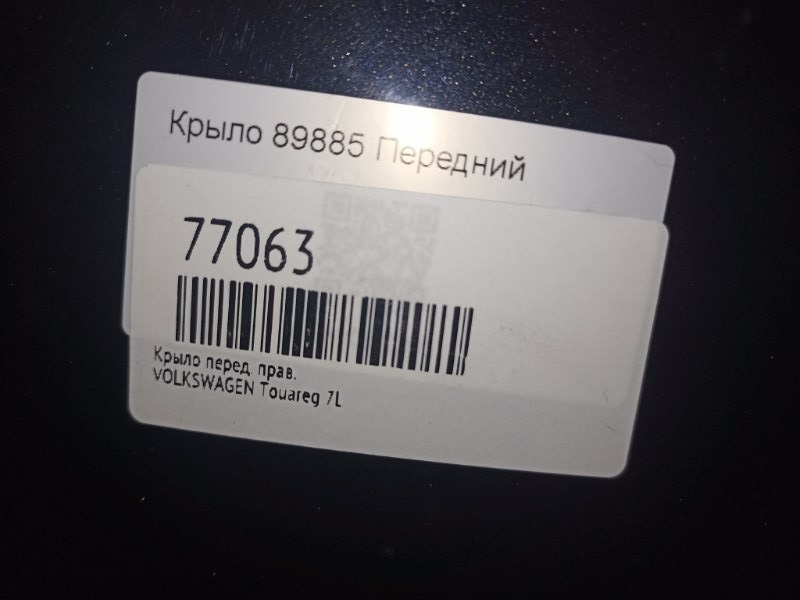 Крыло 89885 Передний
77063
Крыло перед. прав.
VOLKSWAGEN Touareg 7L